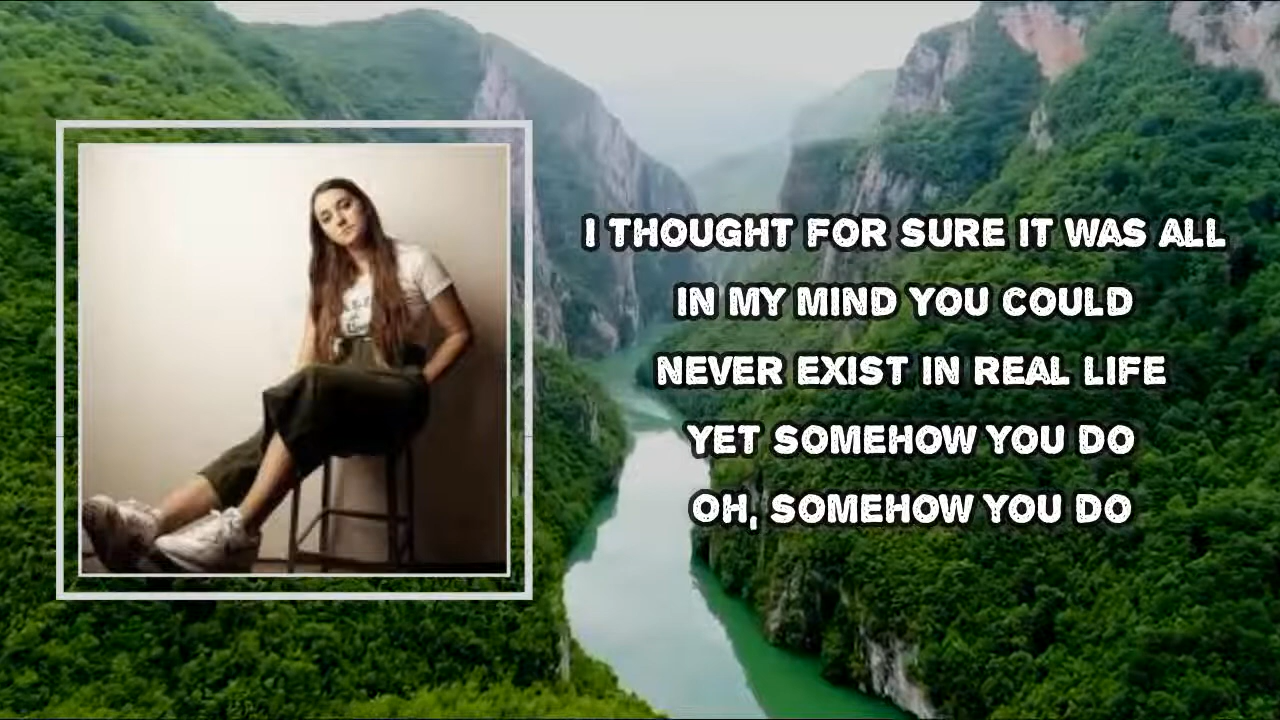 I THOUGHT FOR SURE IT WAS ALL
IN MY MIND YOU COULD
NEVER EXIST IN REAL LIFE
YET SOMEHOW YOU DO
OH, SOMEHOW YOU DO